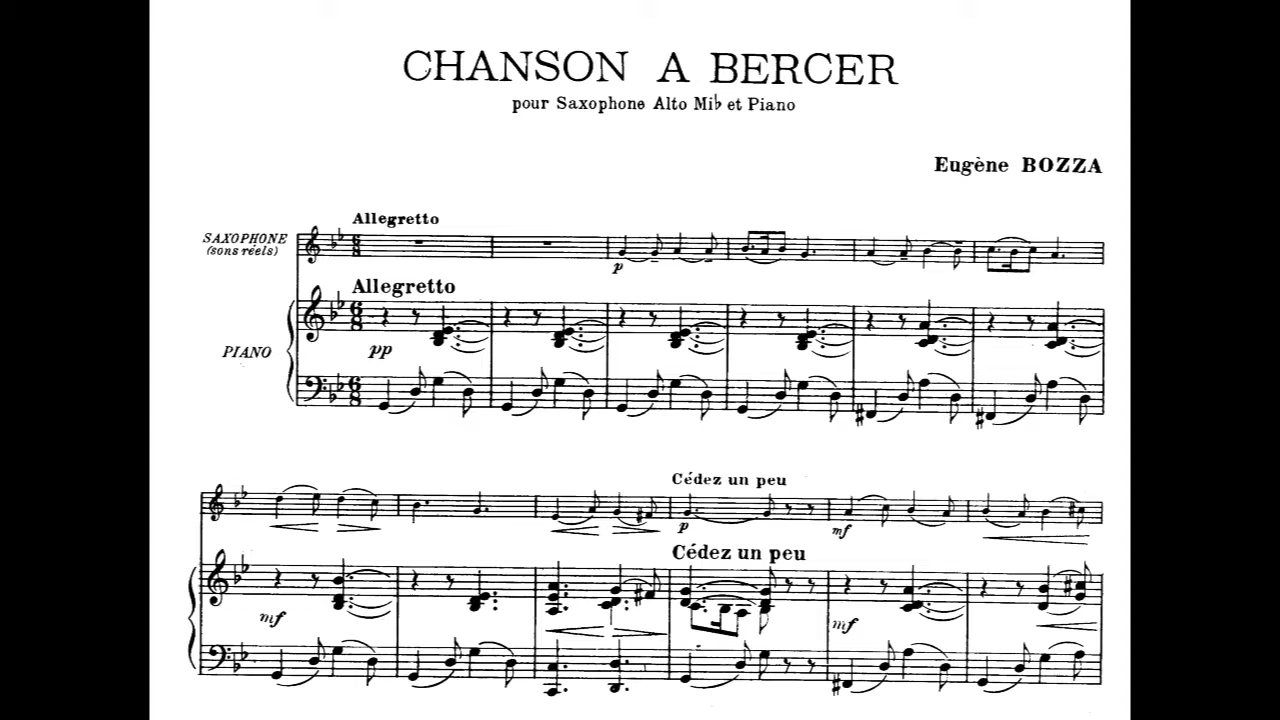 CHANSON A BERCER
pour Saxophone Alto Mi♭ et Piano
Eugène BOZZA
Allegretto
SAXOPHONE
(sons réels)
p
Allegretto
PIANO
pp
Cédez un peu
p
mf
Cédez un peu
mf
mf